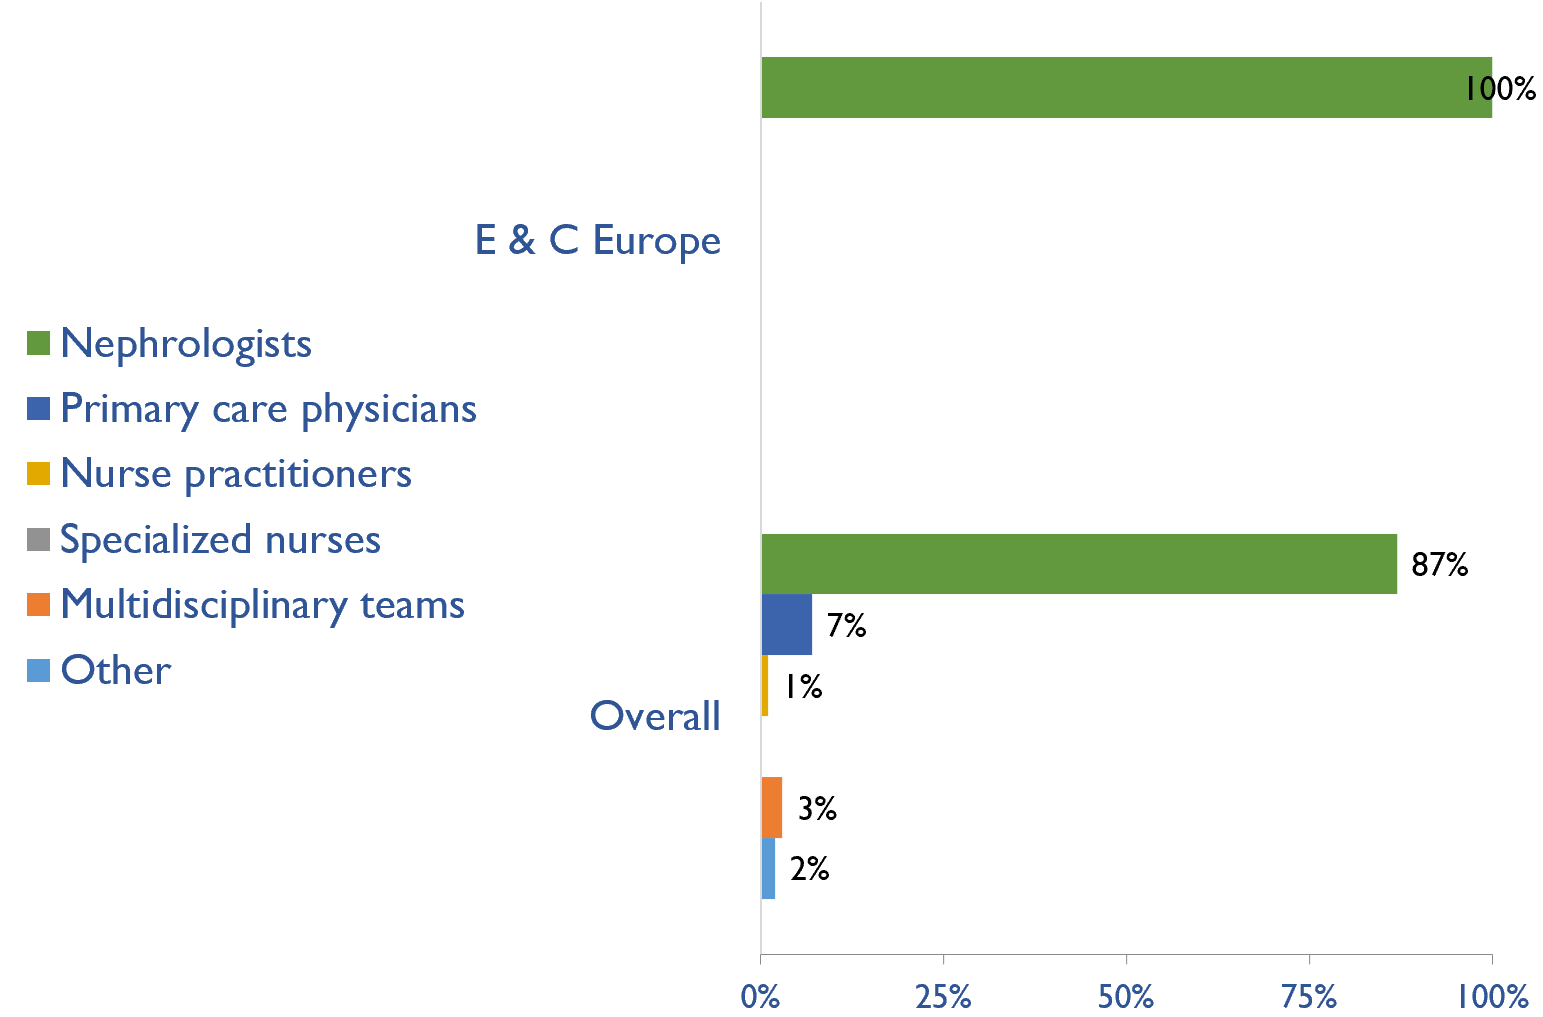 100%
E & C Europe
Nephrologists
Primary care physicians
Nurse practitioners
Specialized nurses
Multidisciplinary teams
Other
87%
7%
1%
Overall
3%
2%
0% 25% 50% 75% 100%